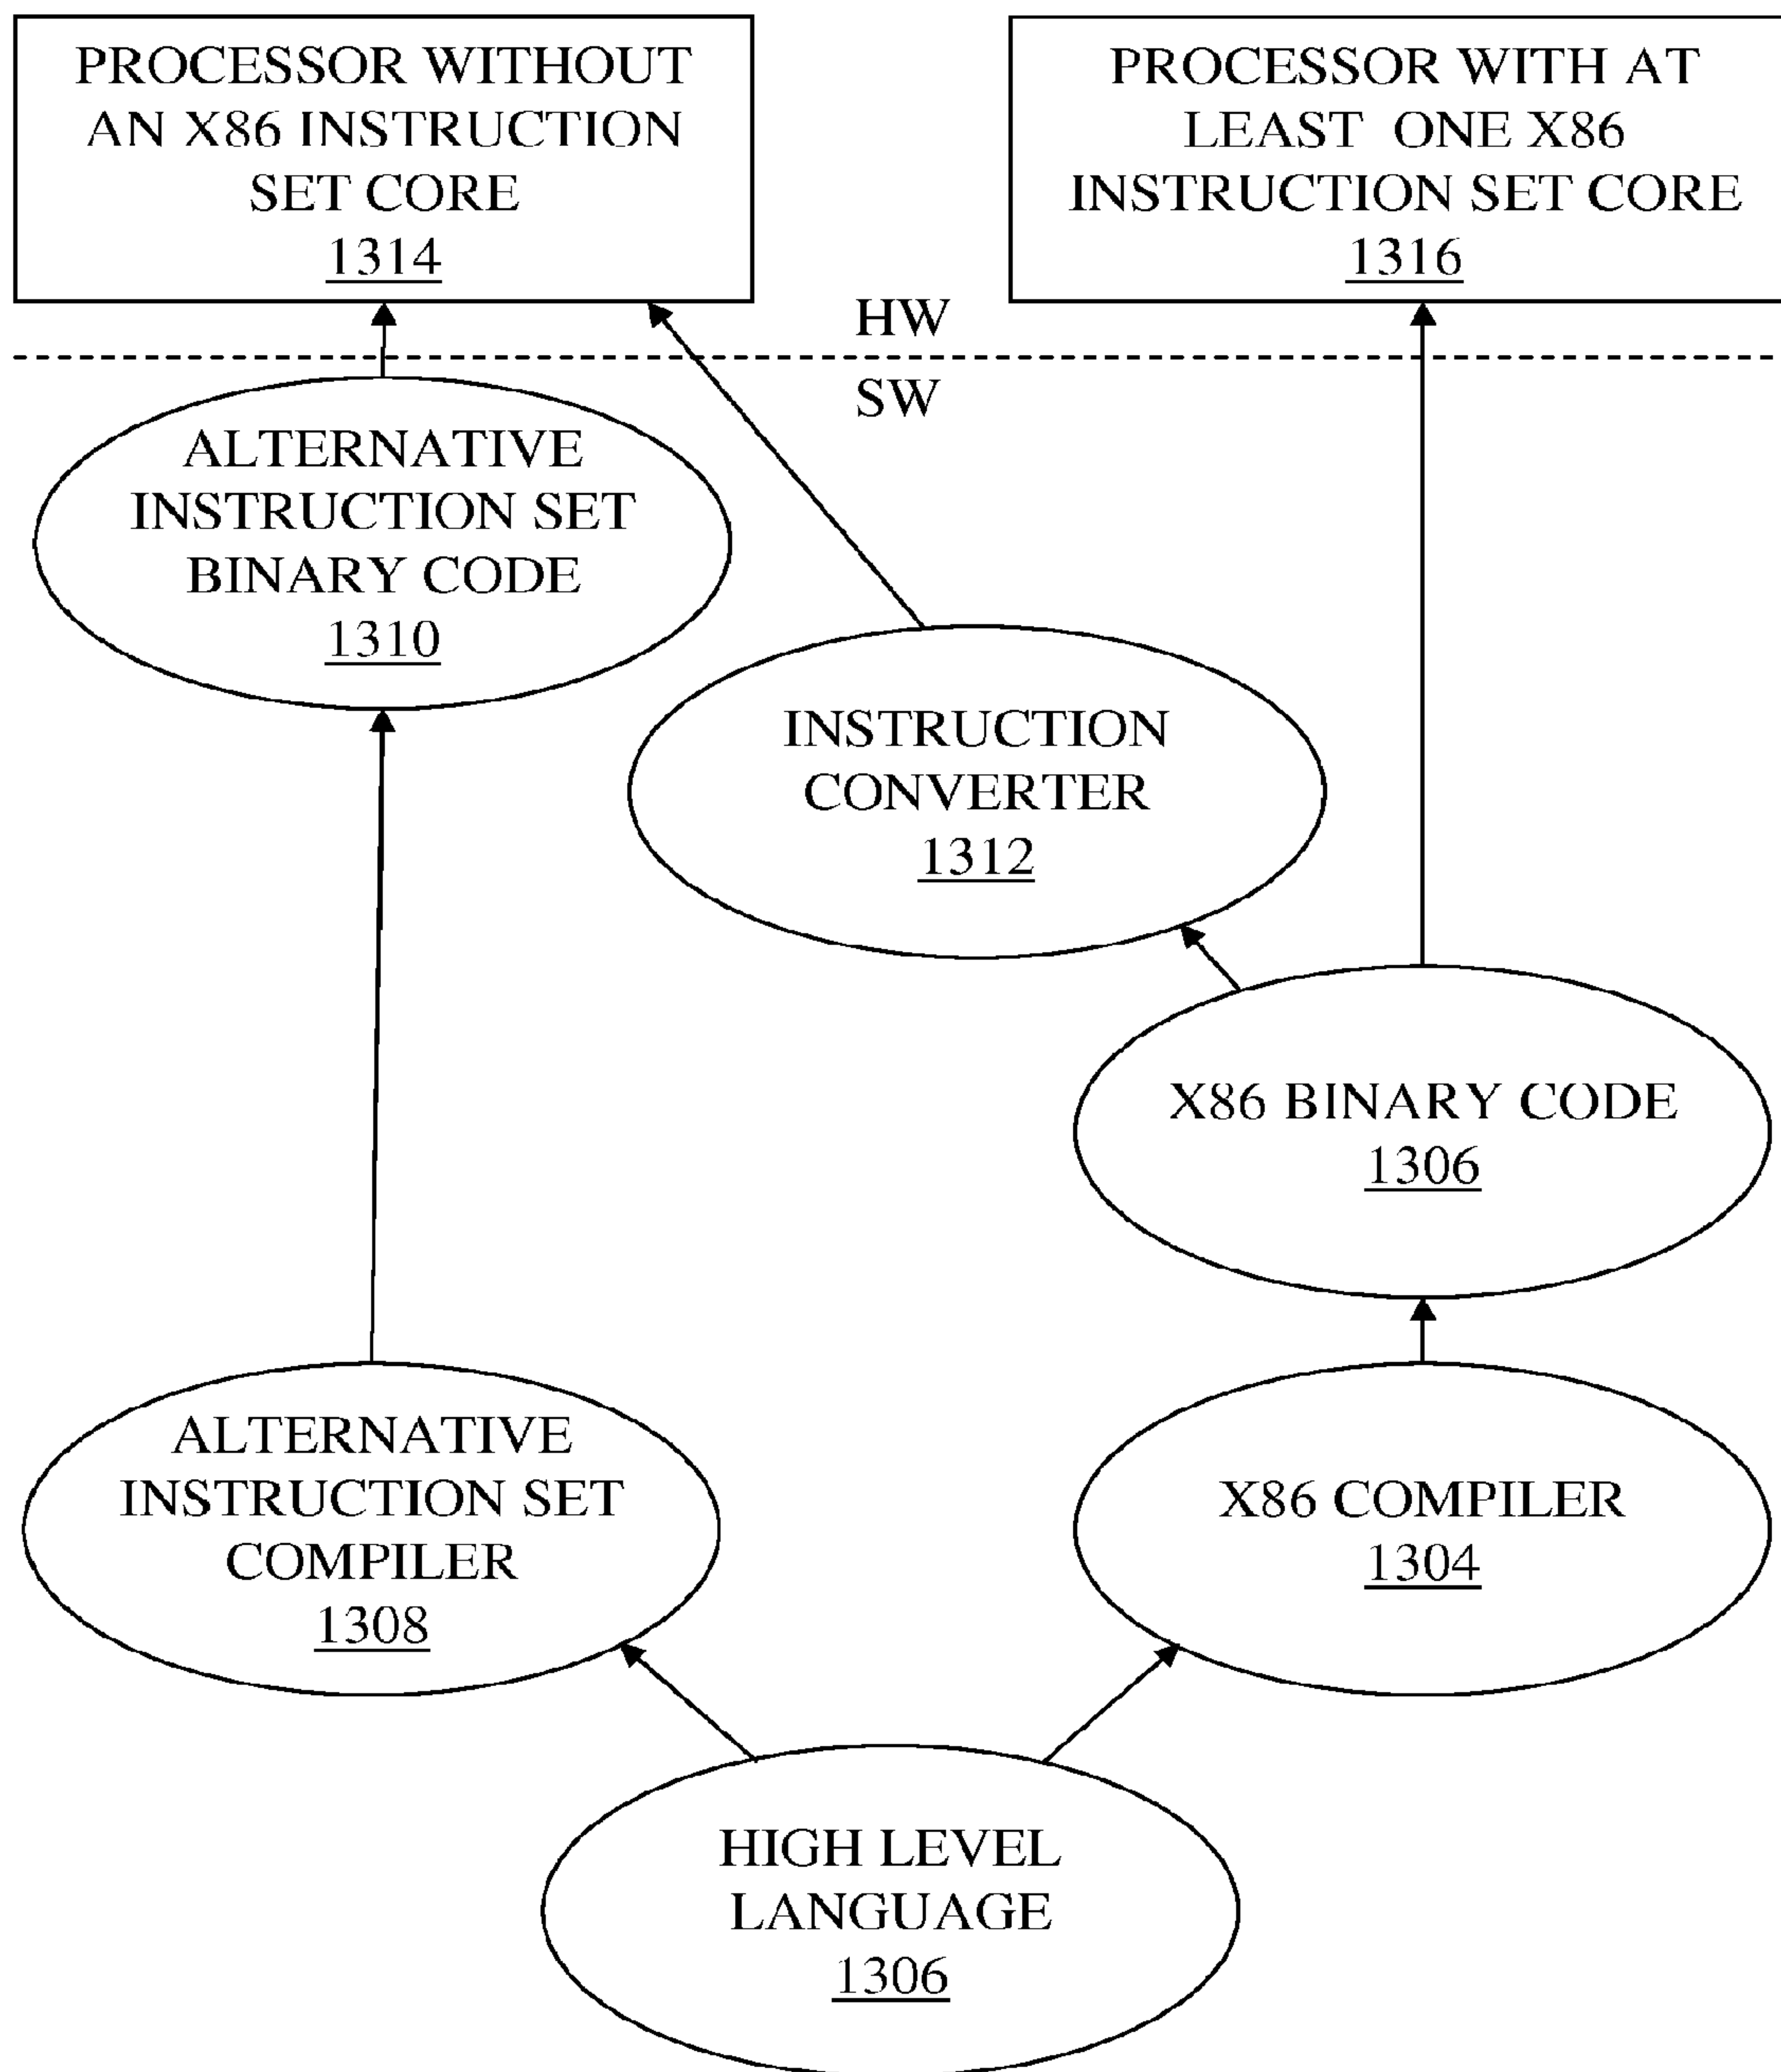 PROCESSOR WITHOUT
AN X86 INSTRUCTION
SET CORE
1314
PROCESSOR WITH AT
LEAST ONE X86
INSTRUCTION SET CORE
1316
HW
SW
ALTERNATIVE
INSTRUCTION SET
BINARY CODE
1310
INSTRUCTION
CONVERTER
1312
X86 BINARY CODE
1306
ALTERNATIVE
INSTRUCTION SET
COMPILER
1308
X86 COMPILER
1304
HIGH LEVEL
LANGUAGE
1306